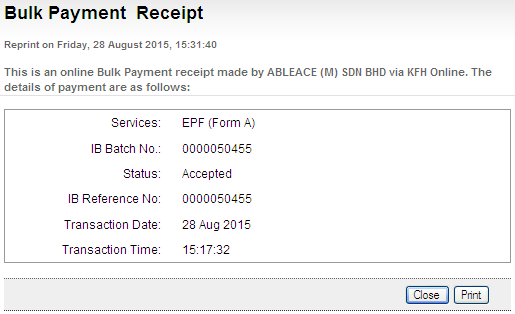 Bulk Payment Receipt
Reprint on Friday, 28 August 2015, 15:31:40
This is an online Bulk Payment receipt made by ABLEACE (M) SDN BHD via KFH Online. The
details of payment are as follows:
Services: EPF (Form A)
IB Batch No.: 0000050455
Status: Accepted
IB Reference No: 0000050455
Transaction Date: 28 Aug 2015
Transaction Time: 15:17:32
Close Print